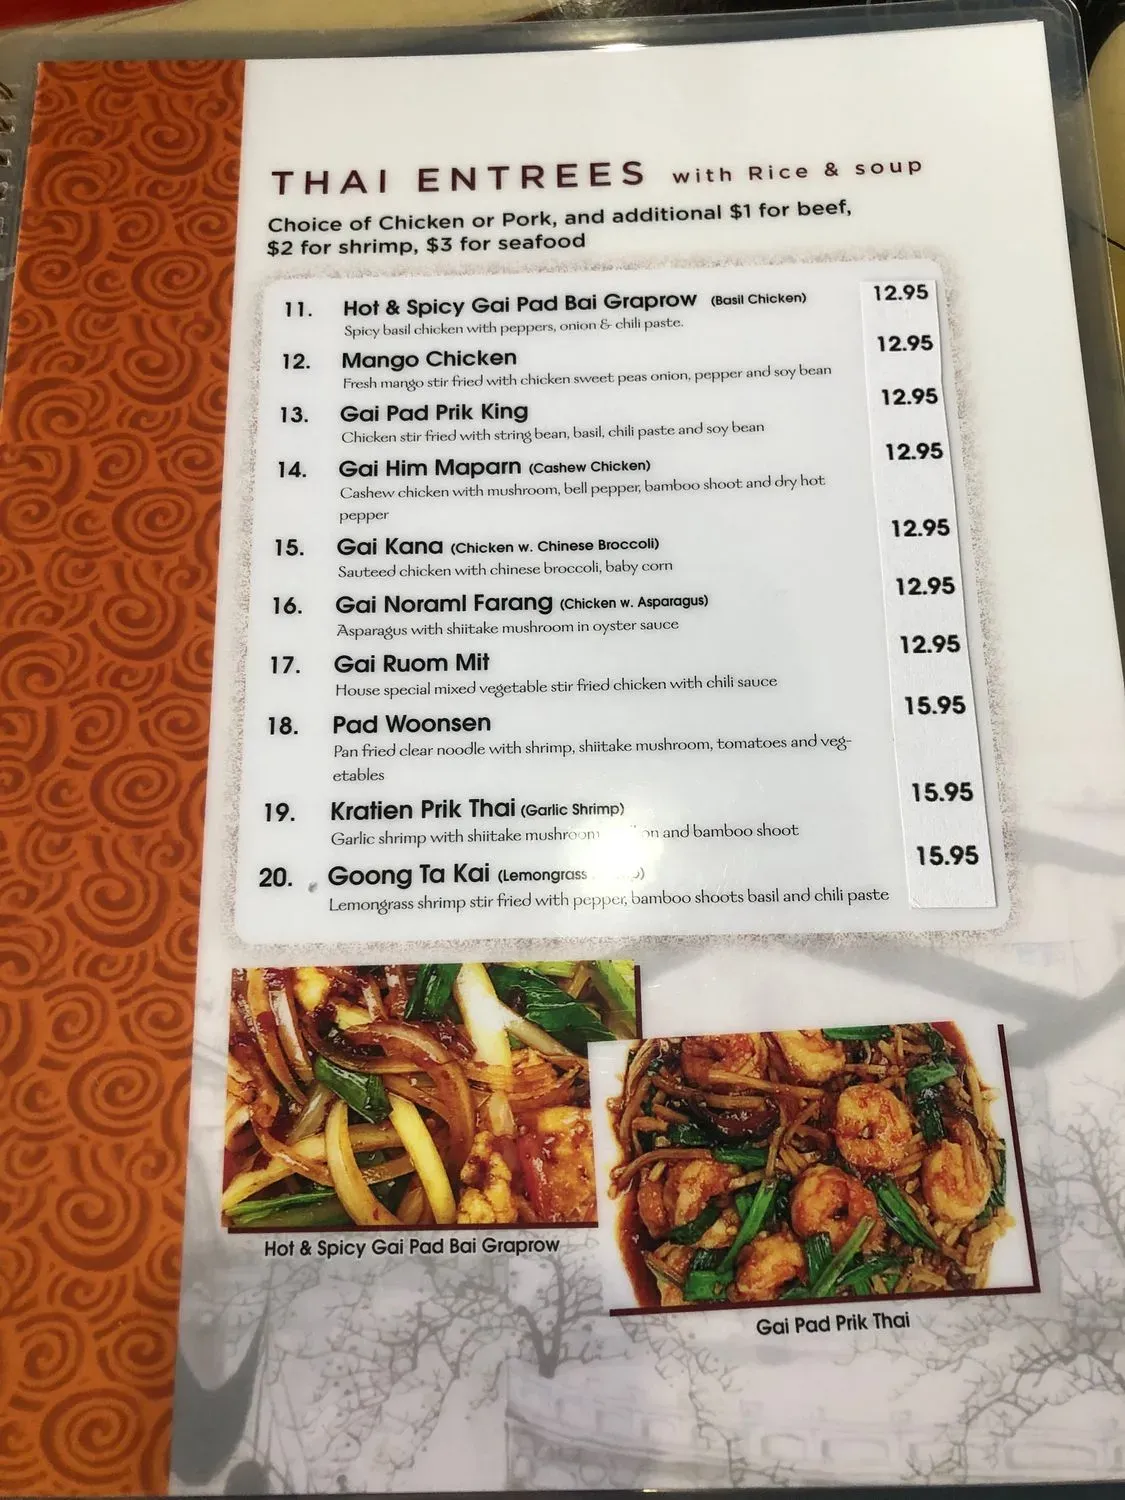 THAI ENTREES with Rice & soup
Choice of Chicken or Pork, and additional $1 for beef,
$2 for shrimp, $3 for seafood
11. Hot & Spicy Gai Pad Bai Graprow (Basil Chicken) 12.95
Spicy basil chicken with peppers, onion & chili paste.
12. Mango Chicken 12.95
Fresh mango stir fried with chicken sweet peas onion, pepper and soy bean
13. Gai Pad Prik King 12.95
Chicken stir fried with string bean, basil, chili paste and soy bean
14. Gai Him Maparn (Cashew Chicken) 12.95
Cashew chicken with mushroom, bell pepper, bamboo shoot and dry hot
pepper
15. Gai Kana (Chicken w. Chinese Broccoli) 12.95
Sauteed chicken with chinese broccoli, baby corn
16. Gai Noraml Farang (Chicken w. Asparagus) 12.95
Asparagus with shiitake mushroom in oyster sauce
17. Gai Ruom Mit 12.95
House special mixed vegetable stir fried chicken with chili sauce
18. Pad Woonsen 15.95
Pan fried clear noodle with shrimp, shiitake mushroom, tomatoes and veg-
etables
19. Kratien Prik Thai (Garlic Shrimp) 15.95
Garlic shrimp with shiitake mushroom and bamboo shoot
20. Goong Ta Kai (Lemongrass 15.95
Lemongrass shrimp stir fried with pepper, bamboo shoots basil and chili paste
Hot & Spicy Gai Pad Bai Graprow
Gai Pad Prik Thai